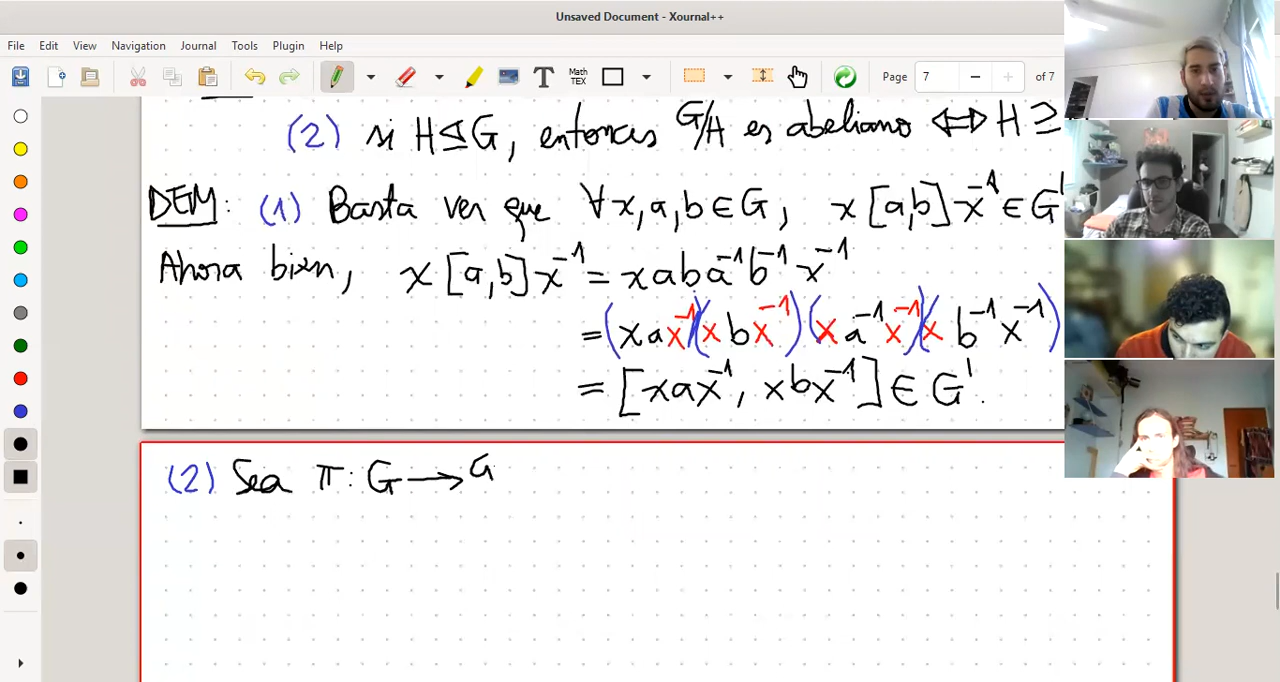 Unsaved Document - Xournal++
File Edit View Navigation Journal Tools Plugin Help
T Math TEX Page 7 of 7
(2) si H⊴G, entonces G/H es abeliano ⟺ H ≥
DEM: (1) Basta ver que ∀x,a,b∈G, x[a,b]x⁻¹∈G'
Ahora bien, x[a,b]x⁻¹ = xaba⁻¹b⁻¹x⁻¹
=(xax⁻¹)(xbx⁻¹)(xa⁻¹x⁻¹)(xb⁻¹x⁻¹)
= [xax⁻¹, xbx⁻¹] ∈ G'.
(2) Sea π: G⟶G